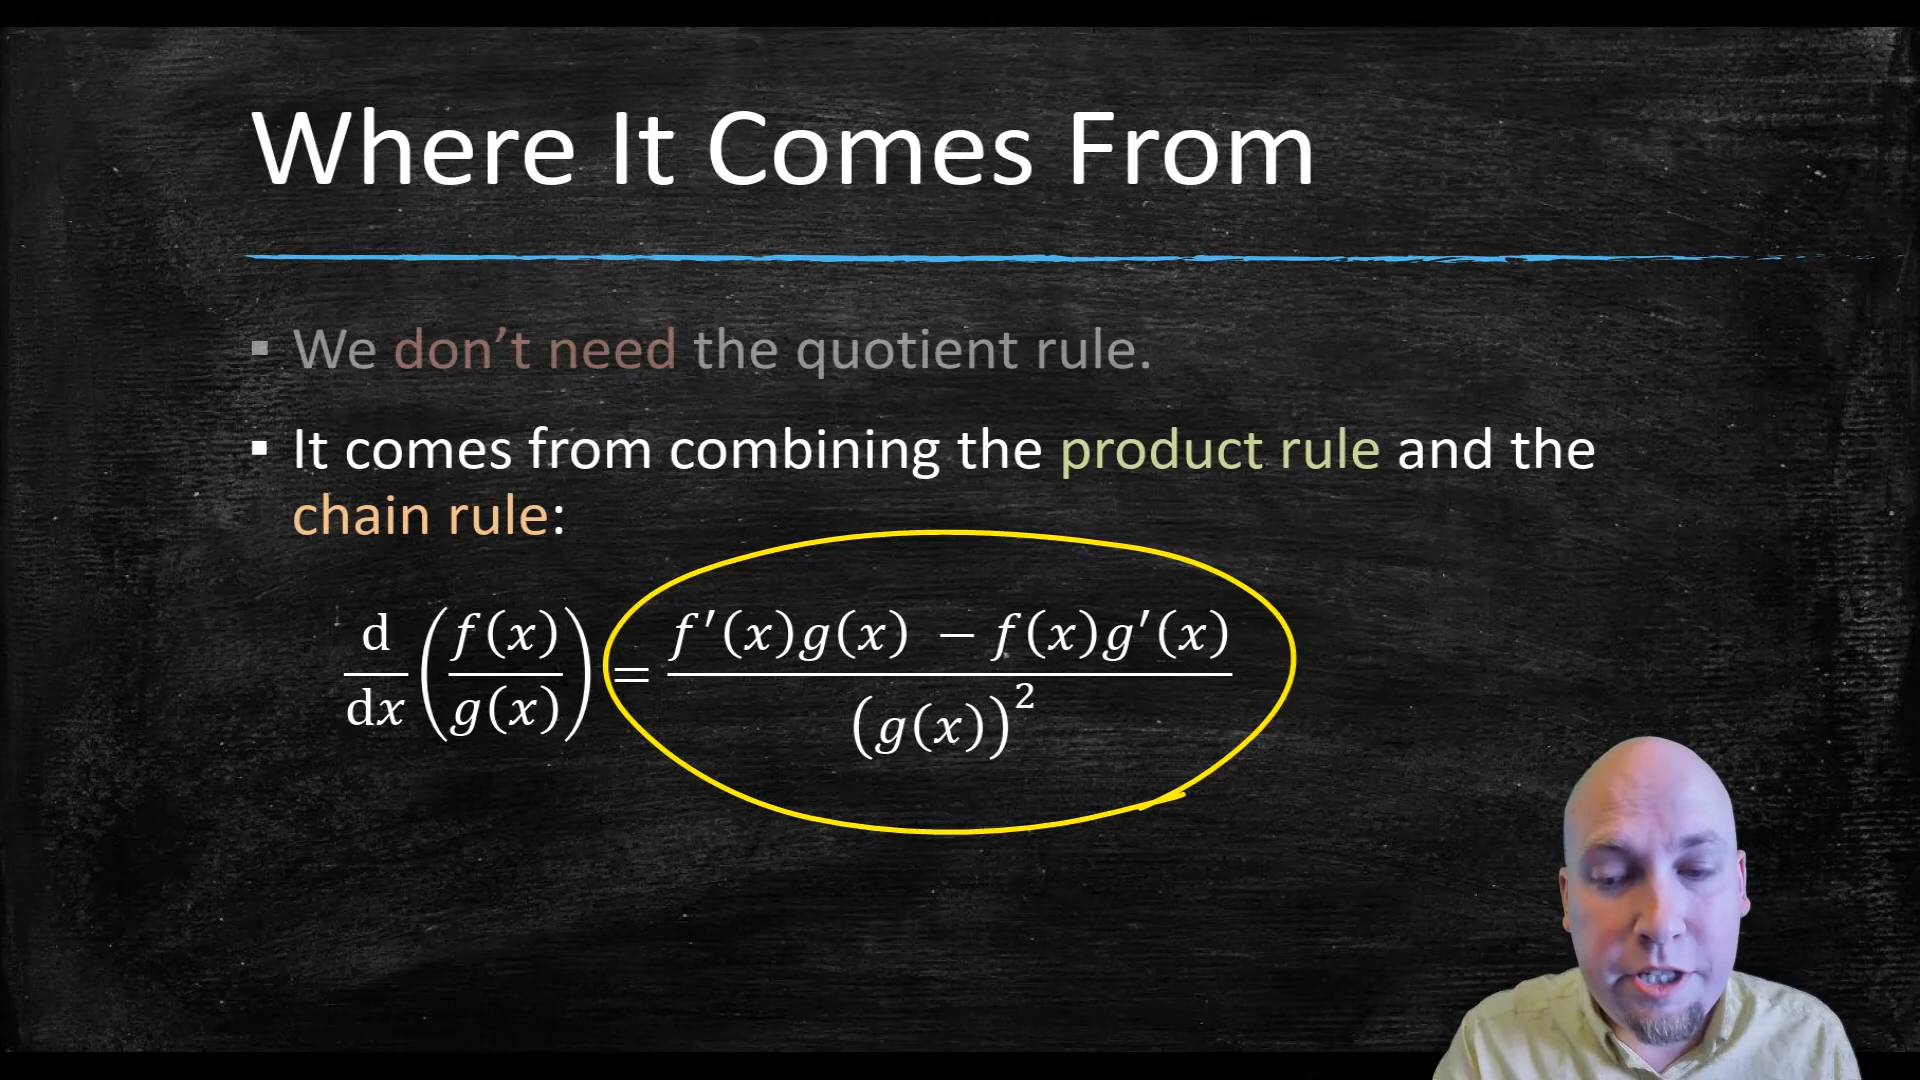 Where It Comes From
▪ We don't need the quotient rule.
▪ It comes from combining the product rule and the
chain rule:
d/dx (f(x)/g(x)) = (f′(x)g(x) − f(x)g′(x))/(g(x))²